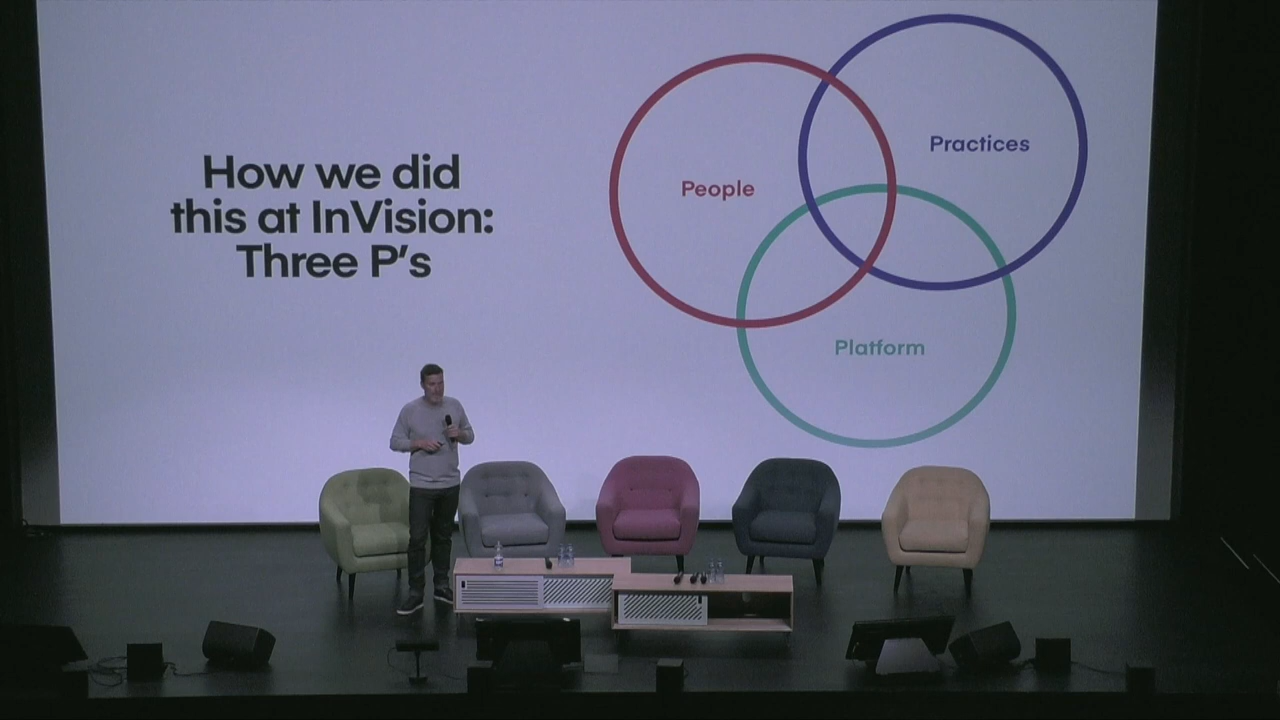 How we did
this at InVision:
Three P’s
People
Practices
Platform